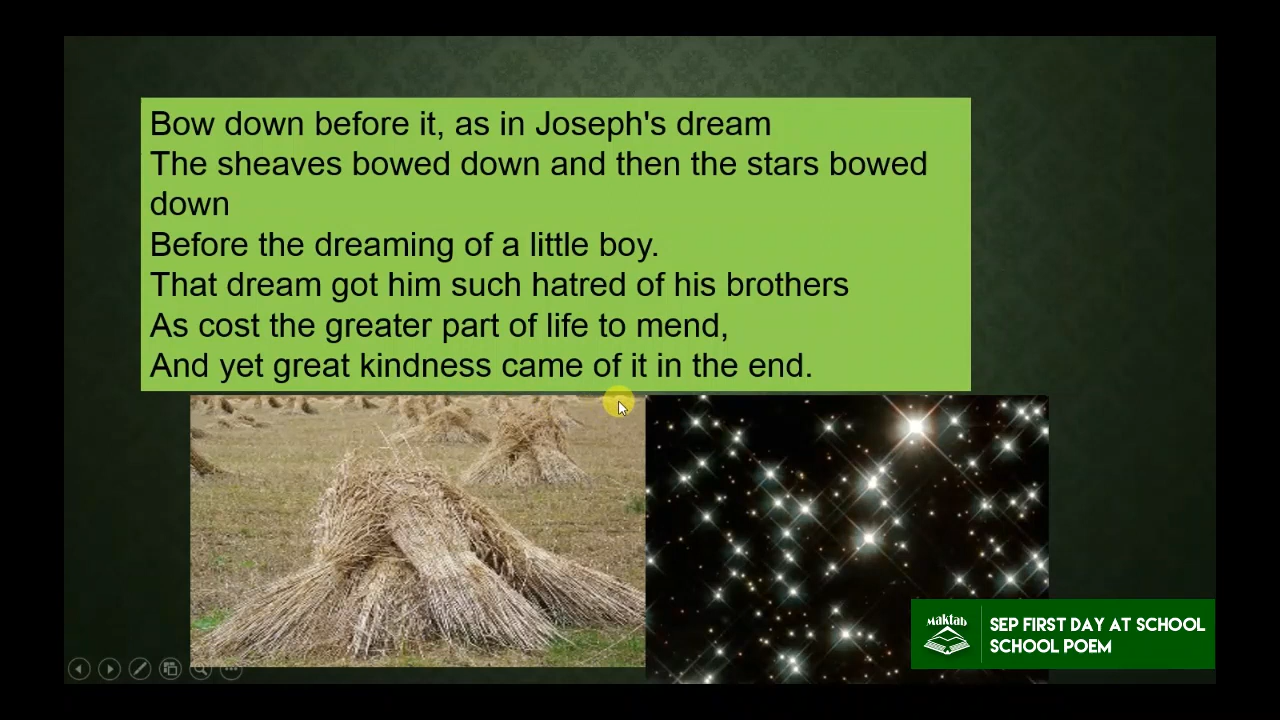 Bow down before it, as in Joseph's dream
The sheaves bowed down and then the stars bowed
down
Before the dreaming of a little boy.
That dream got him such hatred of his brothers
As cost the greater part of life to mend,
And yet great kindness came of it in the end.
Maktab
SEP FIRST DAY AT SCHOOL
SCHOOL POEM